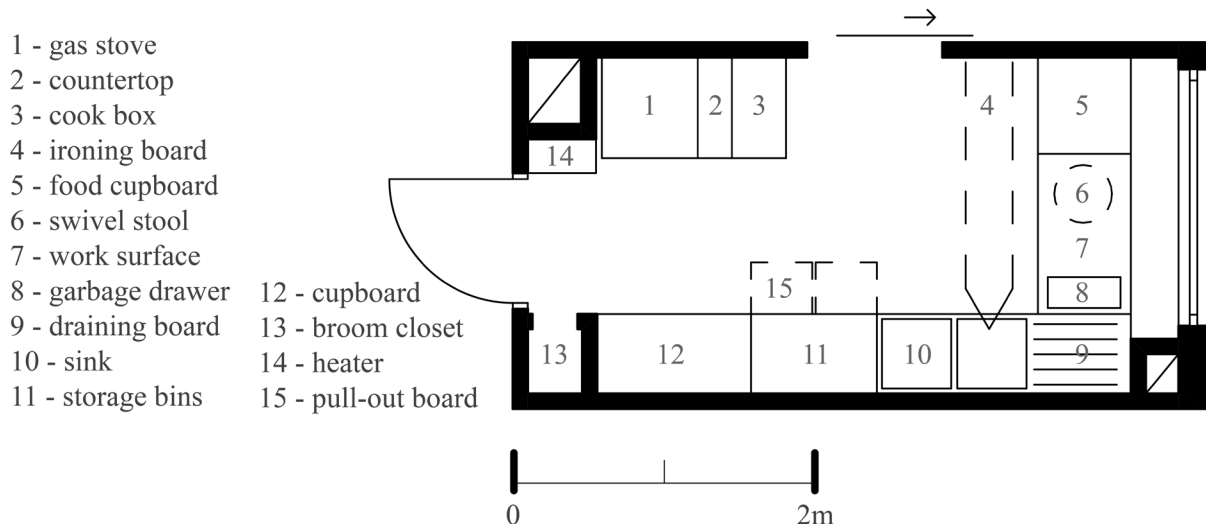 1 - gas stove
2 - countertop
3 - cook box
4 - ironing board
5 - food cupboard
6 - swivel stool
7 - work surface
8 - garbage drawer
9 - draining board
10 - sink
11 - storage bins
12 - cupboard
13 - broom closet
14 - heater
15 - pull-out board
1
2
3
4
5
14
6
7
15
8
13
12
11
10
9
0
2m